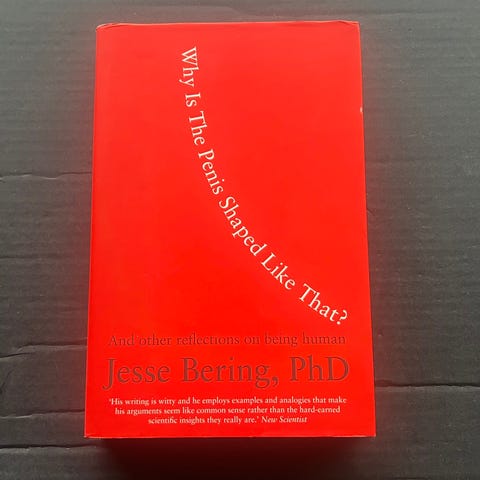 Why Is The Penis Shaped Like That?
And other reflections on being human
Jesse Bering, PhD
'His writing is witty and he employs examples and analogies that make
his arguments seem like common sense rather than the hard-earned
scientific insights they really are.' New Scientist